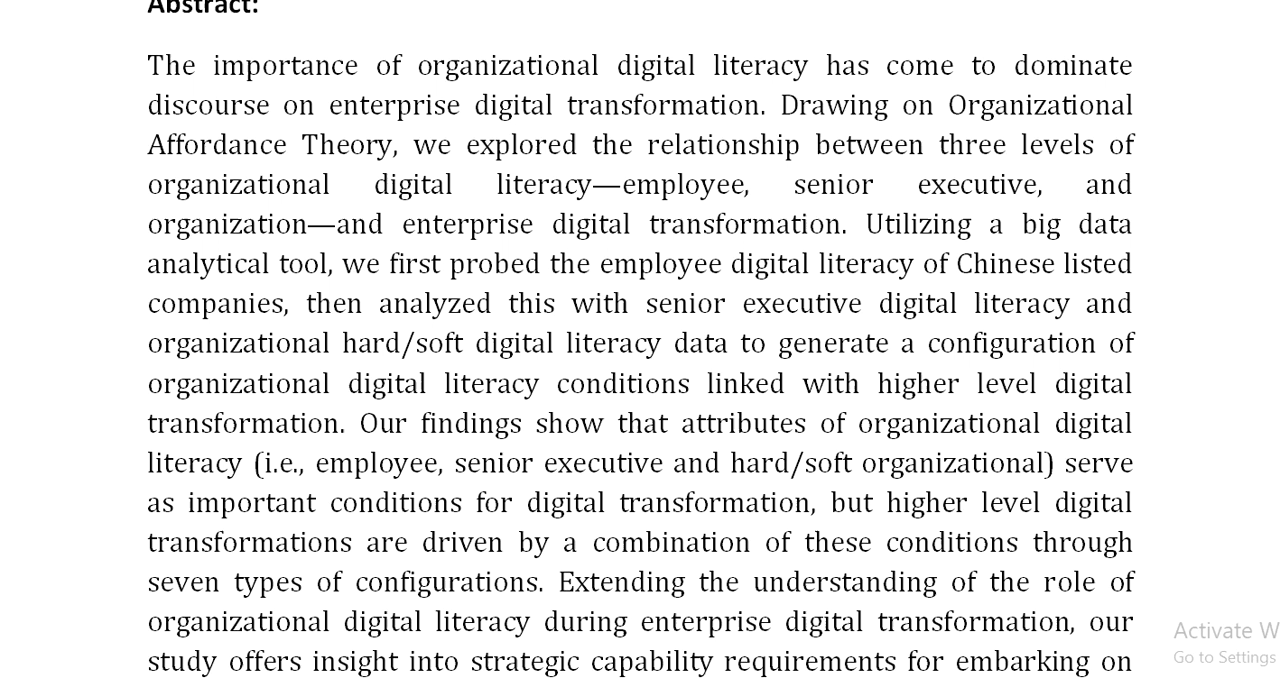 Abstract:
The importance of organizational digital literacy has come to dominate
discourse on enterprise digital transformation. Drawing on Organizational
Affordance Theory, we explored the relationship between three levels of
organizational digital literacy—employee, senior executive, and
organization—and enterprise digital transformation. Utilizing a big data
analytical tool, we first probed the employee digital literacy of Chinese listed
companies, then analyzed this with senior executive digital literacy and
organizational hard/soft digital literacy data to generate a configuration of
organizational digital literacy conditions linked with higher level digital
transformation. Our findings show that attributes of organizational digital
literacy (i.e., employee, senior executive and hard/soft organizational) serve
as important conditions for digital transformation, but higher level digital
transformations are driven by a combination of these conditions through
seven types of configurations. Extending the understanding of the role of
organizational digital literacy during enterprise digital transformation, our
study offers insight into strategic capability requirements for embarking on
Activate W
Go to Settings